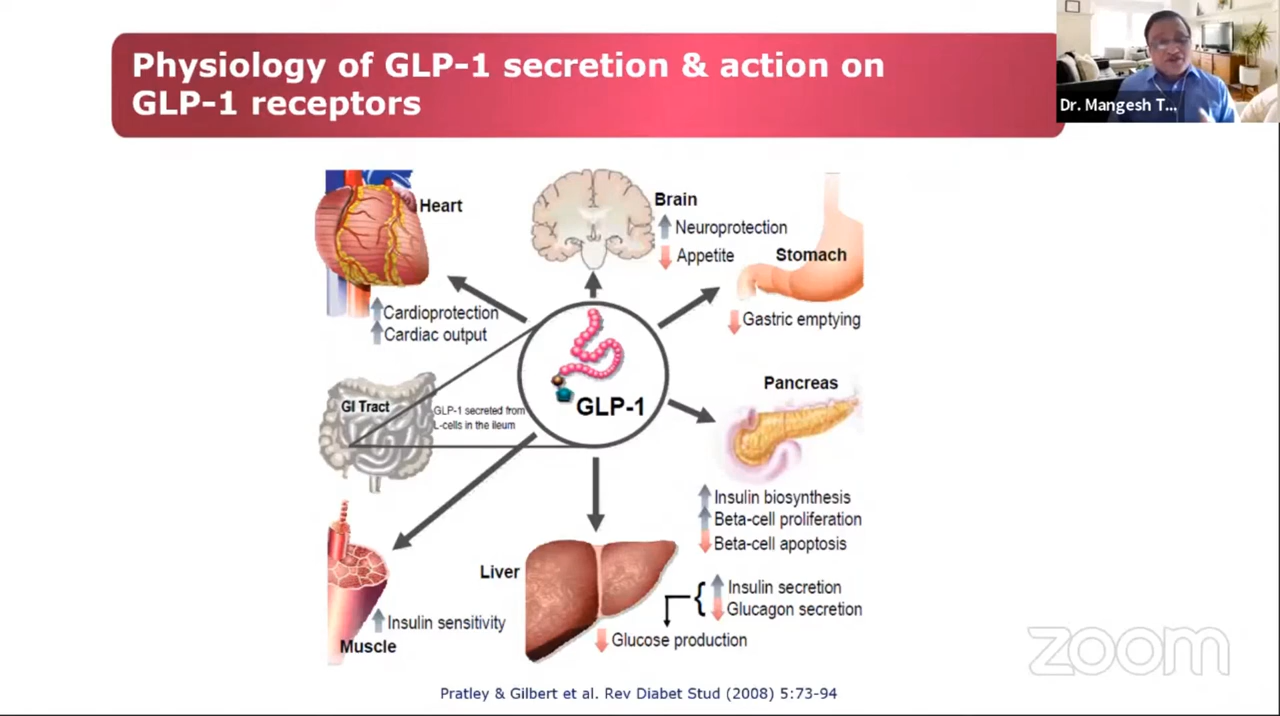 Physiology of GLP-1 secretion & action on
GLP-1 receptors
Dr. Mangesh T...
Heart
Cardioprotection
Cardiac output
Brain
Neuroprotection
Appetite
Stomach
Gastric emptying
GI Tract
GLP-1 secreted from
L-cells in the ileum
GLP-1
Pancreas
Insulin biosynthesis
Beta-cell proliferation
Beta-cell apoptosis
Insulin secretion
Glucagon secretion
Liver
Glucose production
Insulin sensitivity
Muscle
zoom
Pratley & Gilbert et al. Rev Diabet Stud (2008) 5:73-94